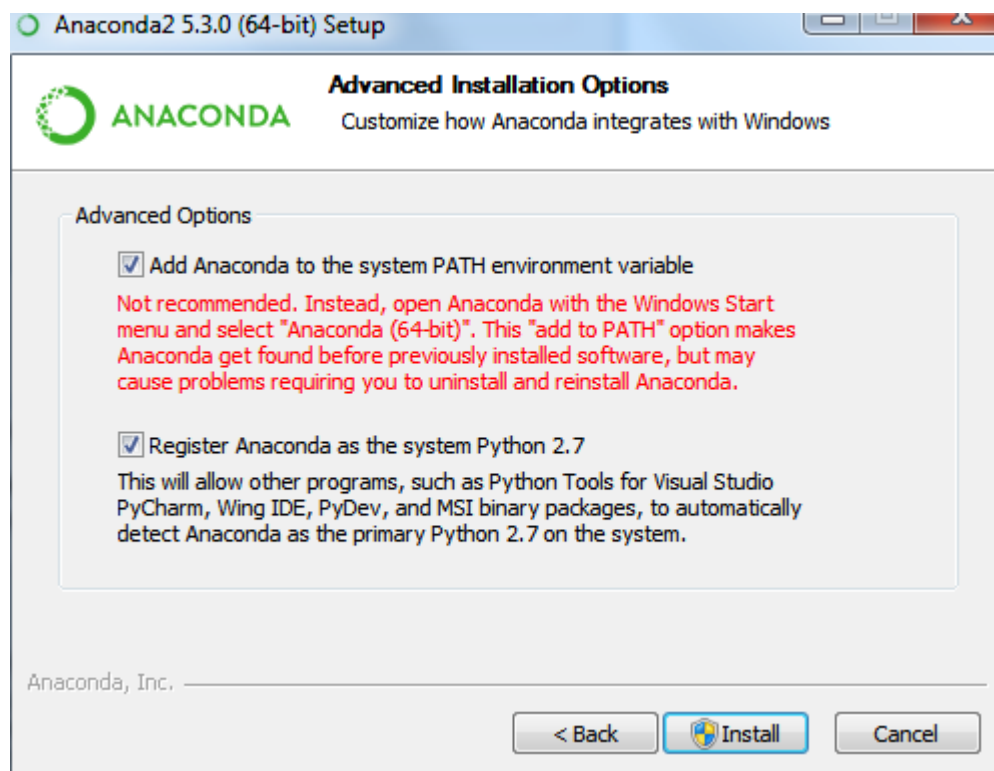 Anaconda2 5.3.0 (64-bit) Setup
ANACONDA
Advanced Installation Options
Customize how Anaconda integrates with Windows
Advanced Options
Add Anaconda to the system PATH environment variable
Not recommended. Instead, open Anaconda with the Windows Start
menu and select "Anaconda (64-bit)". This "add to PATH" option makes
Anaconda get found before previously installed software, but may
cause problems requiring you to uninstall and reinstall Anaconda.
Register Anaconda as the system Python 2.7
This will allow other programs, such as Python Tools for Visual Studio
PyCharm, Wing IDE, PyDev, and MSI binary packages, to automatically
detect Anaconda as the primary Python 2.7 on the system.
Anaconda, Inc.
< Back
Install
Cancel